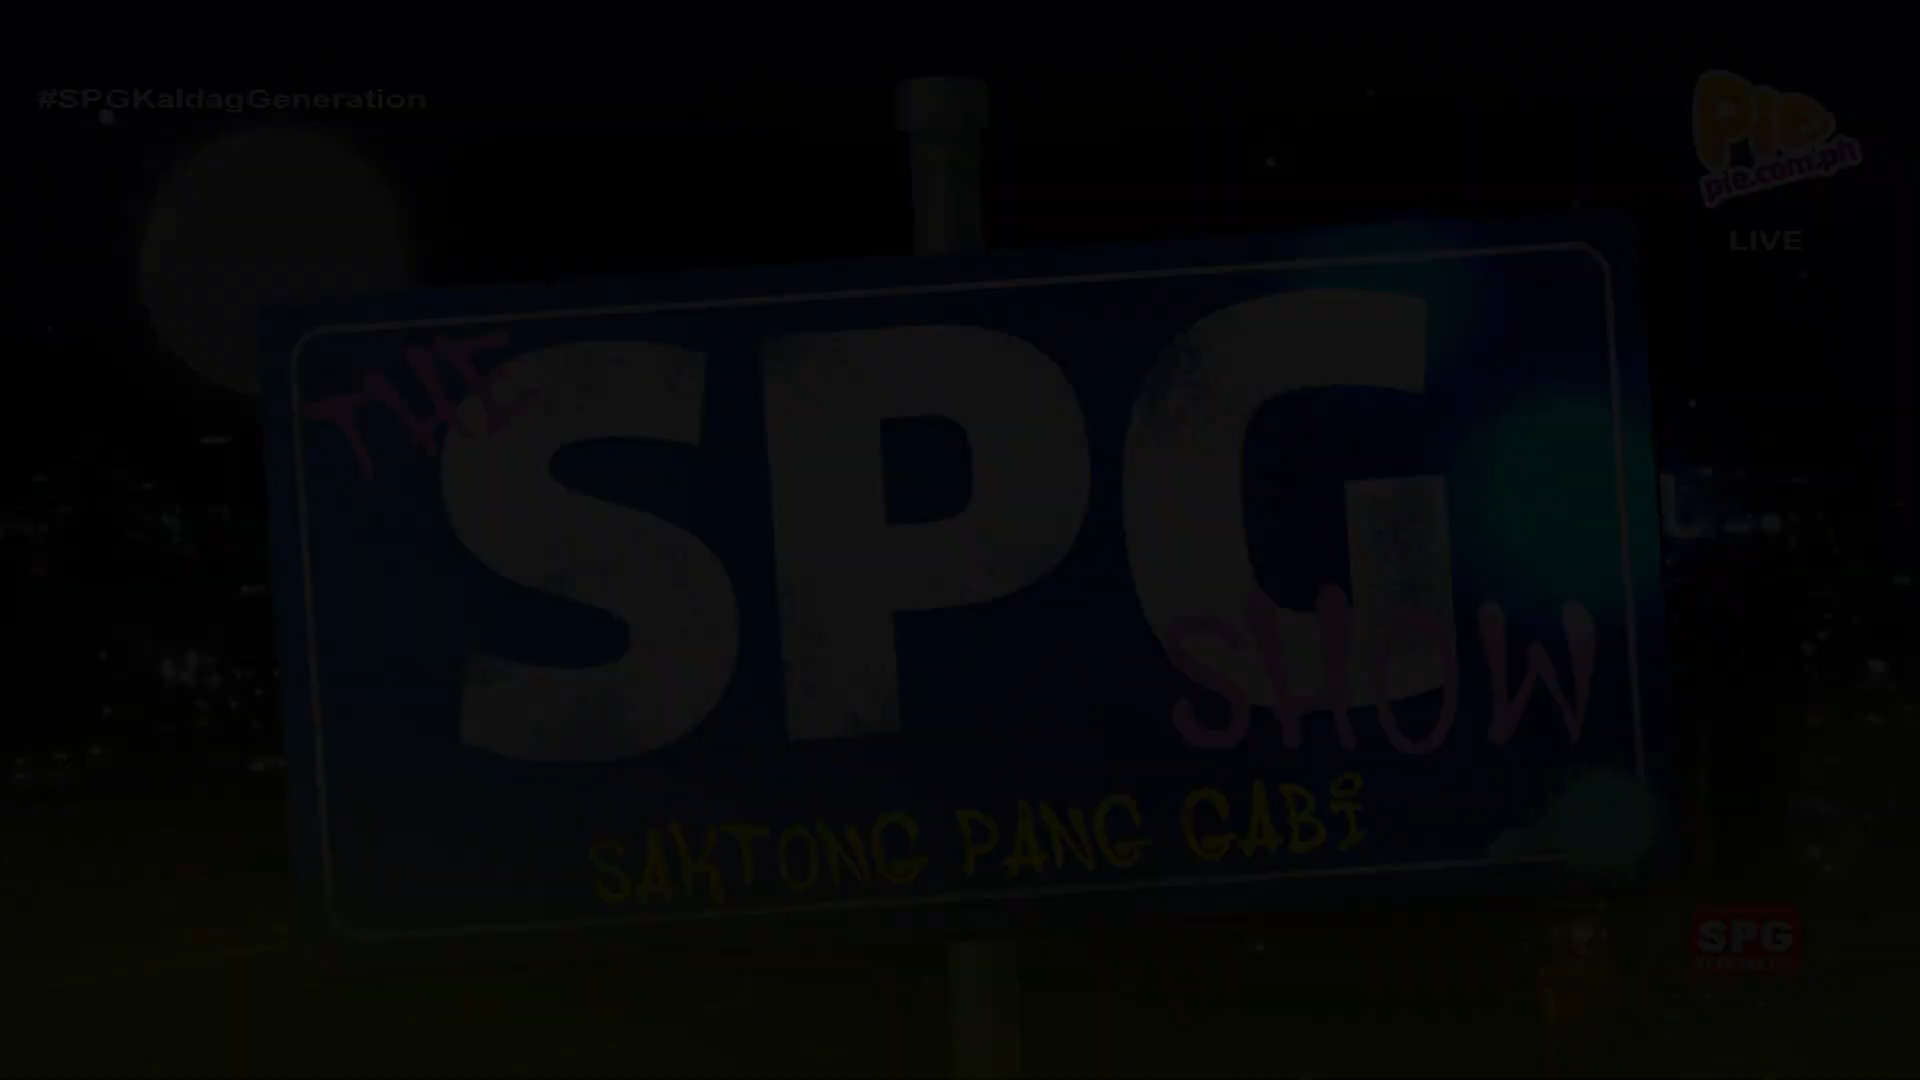 #SPGKaldagGeneration
Pie
pie.com.ph
LIVE
THE
SPG
SHOW
SAKTONG PANG GABi
SPG